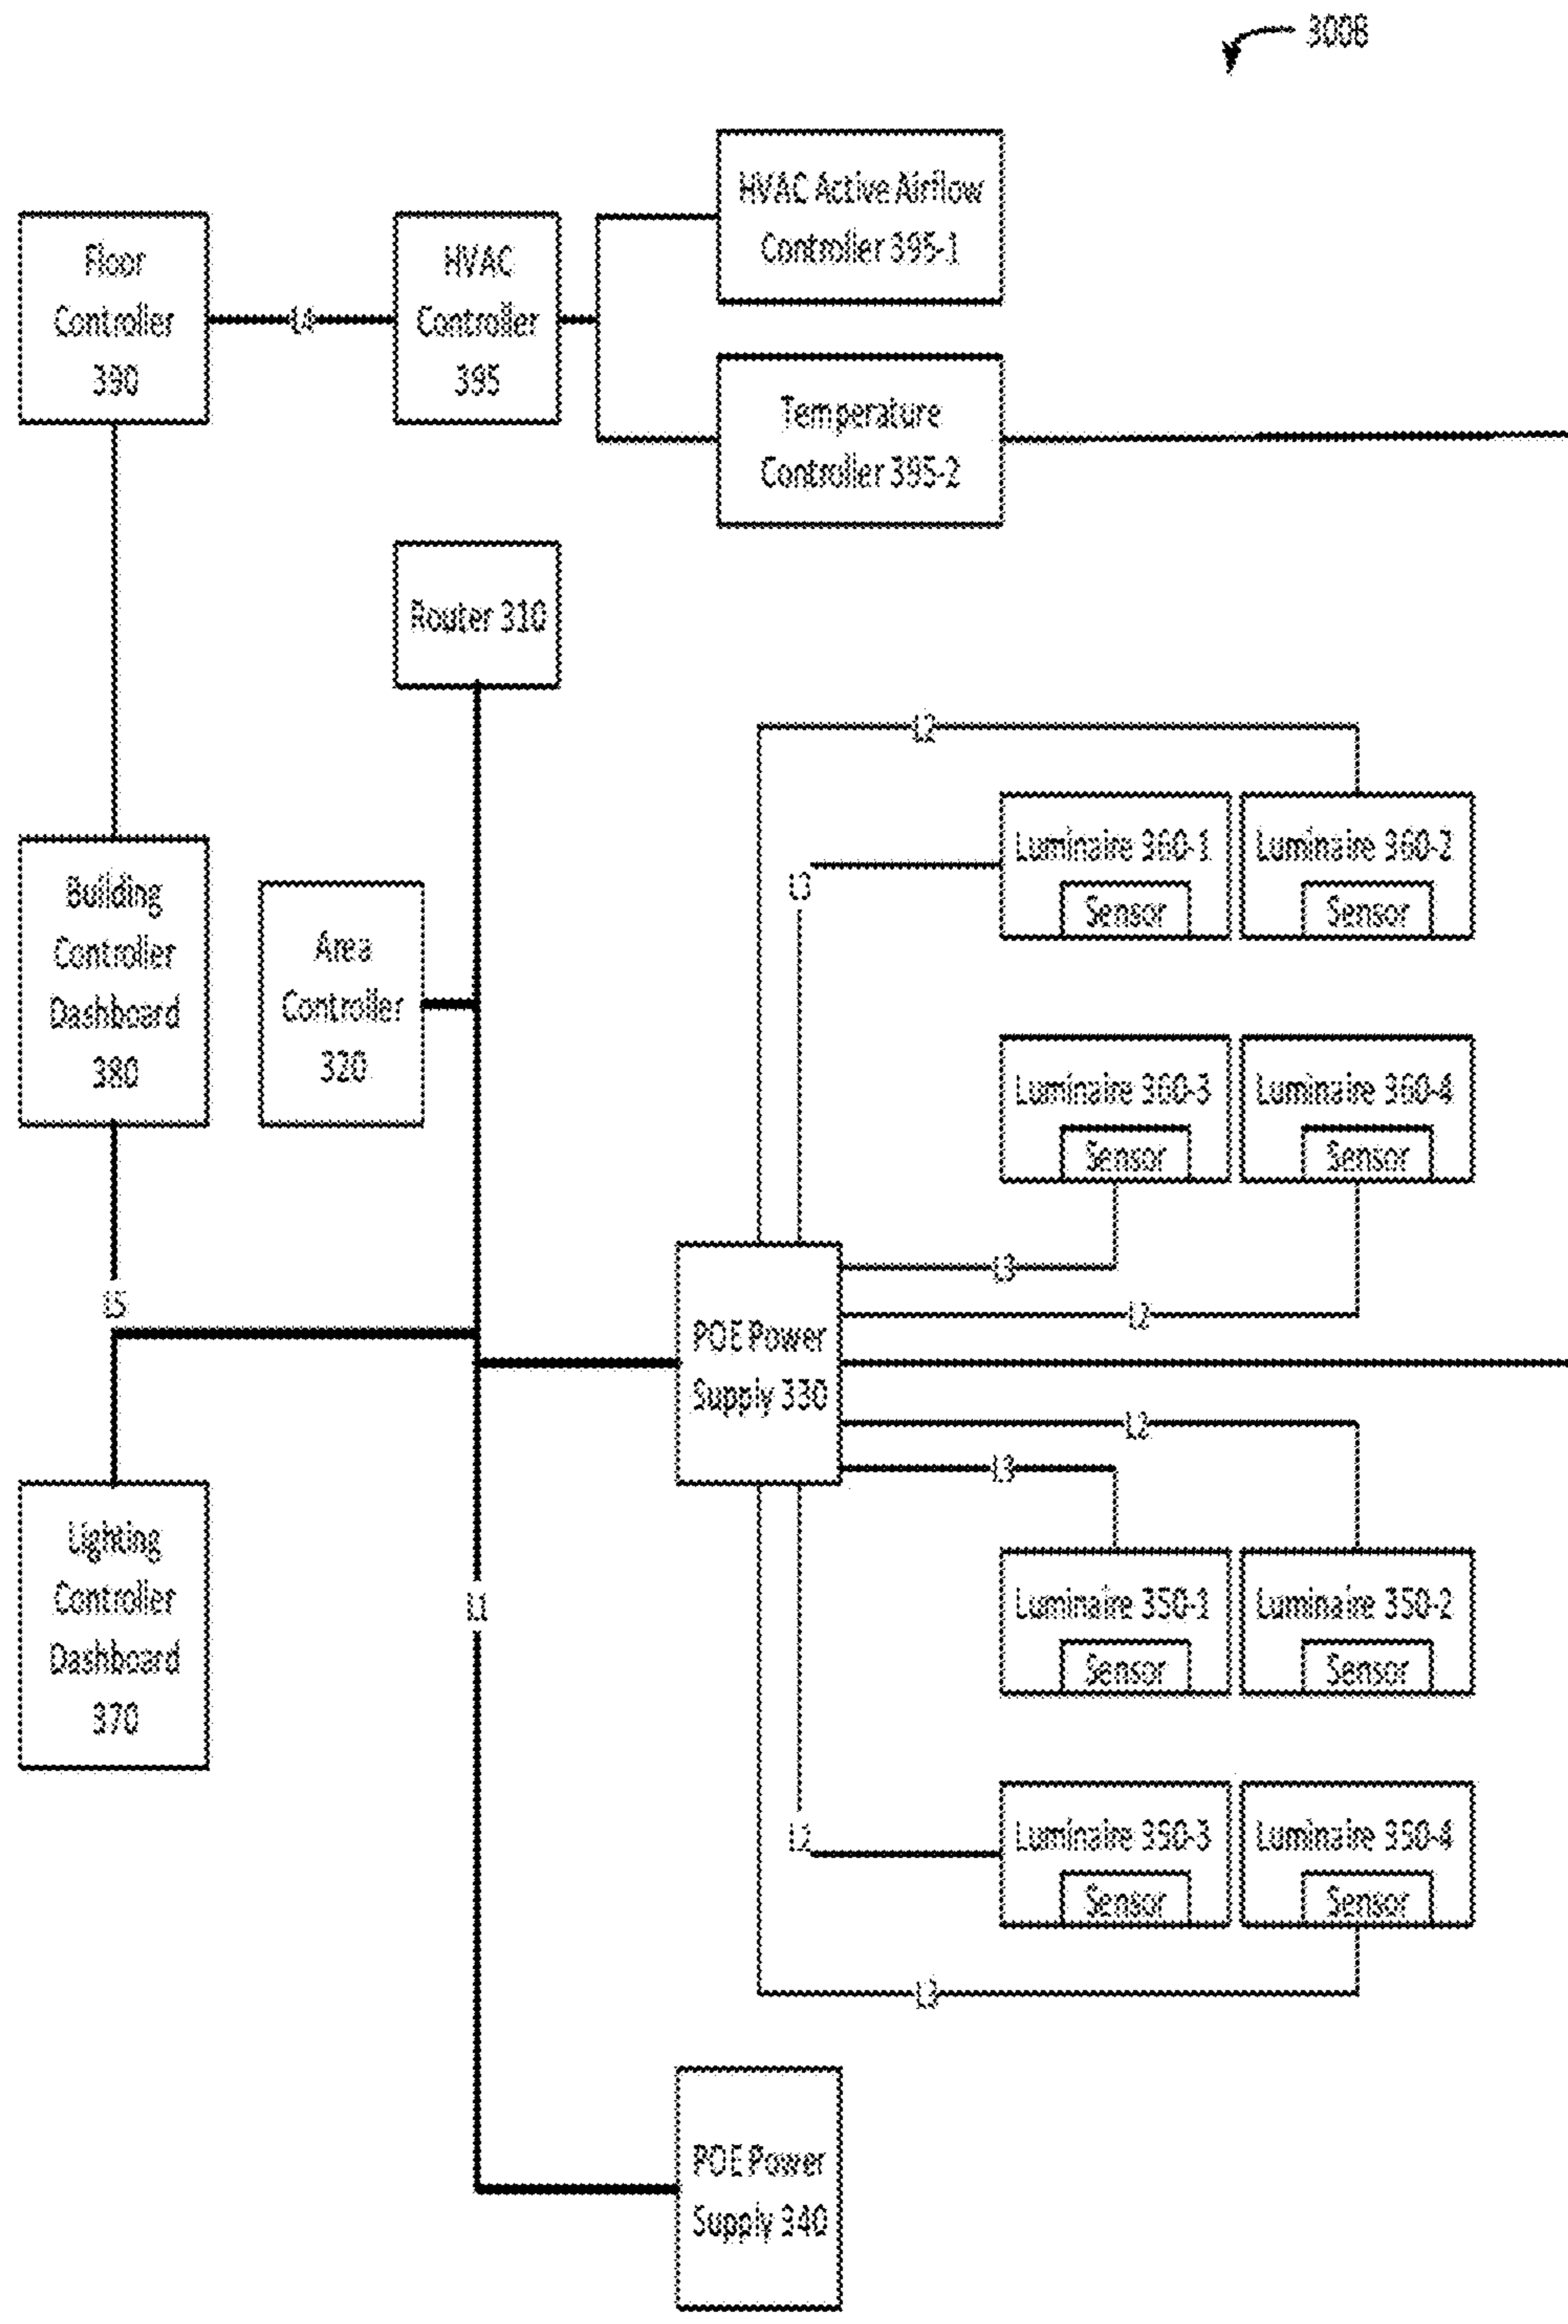 300B
HVAC Active Airflow
Controller 395-1
Floor
Controller
390
L4
HVAC
Controller
395
Temperature
Controller 395-2
Router 310
L2
Luminaire 360-1
Sensor
Luminaire 360-2
Sensor
L3
Building
Controller
Dashboard
380
Area
Controller
320
Luminaire 360-3
Sensor
Luminaire 360-4
Sensor
L3
L2
L5
POE Power
Supply 330
L2
L3
Lighting
Controller
Dashboard
370
L1
Luminaire 350-1
Sensor
Luminaire 350-2
Sensor
L2
Luminaire 350-3
Sensor
Luminaire 350-4
Sensor
L3
POE Power
Supply 340